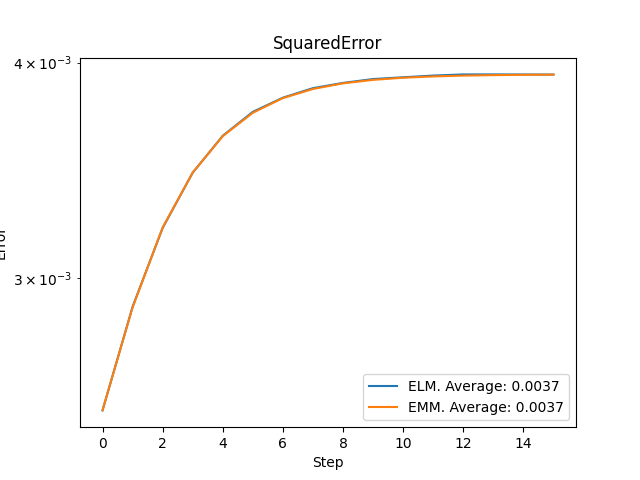 SquaredError
4 × 10⁻³
3 × 10⁻³
Error
ELM. Average: 0.0037
EMM. Average: 0.0037
0 2 4 6 8 10 12 14
Step